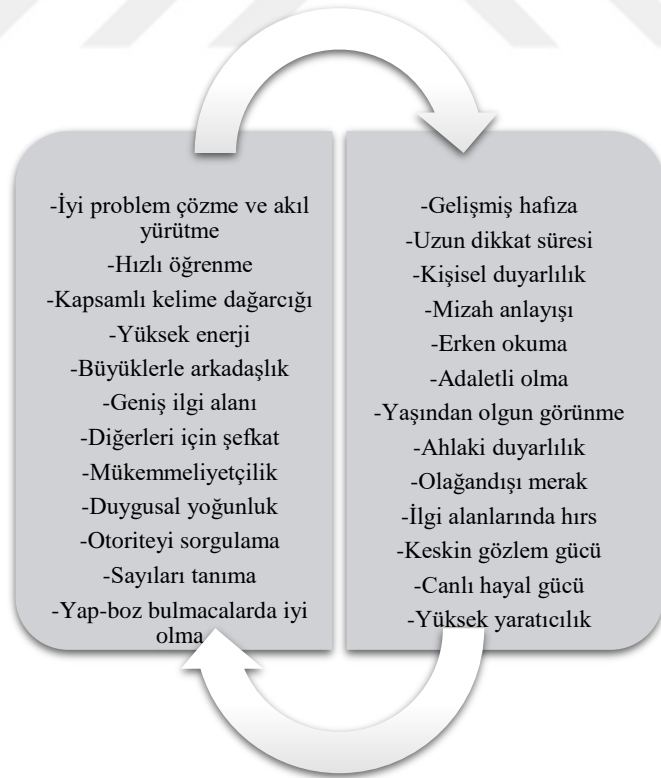 -İyi problem çözme ve akıl
yürütme
-Hızlı öğrenme
-Kapsamlı kelime dağarcığı
-Yüksek enerji
-Büyüklerle arkadaşlık
-Geniş ilgi alanı
-Diğerleri için şefkat
-Mükemmeliyetçilik
-Duygusal yoğunluk
-Otoriteyi sorgulama
-Sayıları tanıma
-Yap-boz bulmacalarda iyi
olma
-Gelişmiş hafıza
-Uzun dikkat süresi
-Kişisel duyarlılık
-Mizah anlayışı
-Erken okuma
-Adaletli olma
-Yaşından olgun görünme
-Ahlaki duyarlılık
-Olağandışı merak
-İlgi alanlarında hırs
-Keskin gözlem gücü
-Canlı hayal gücü
-Yüksek yaratıcılık